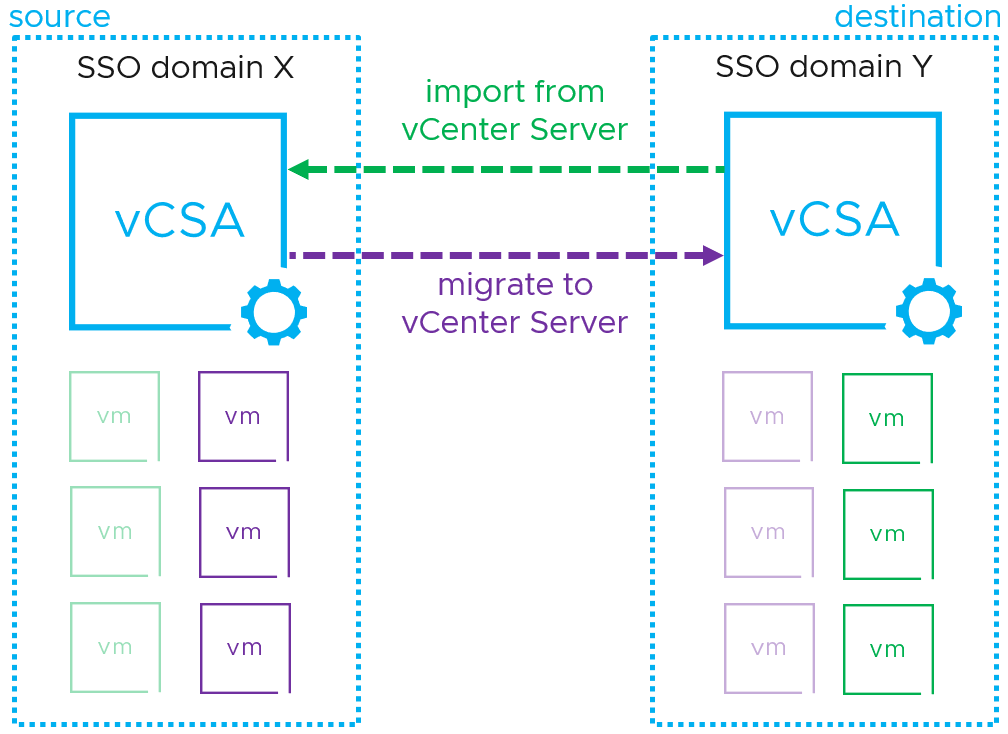 source
destination
SSO domain X
SSO domain Y
import from
vCenter Server
vCSA
vCSA
migrate to
vCenter Server
vm
vm
vm
vm
vm
vm
vm
vm
vm
vm
vm
vm